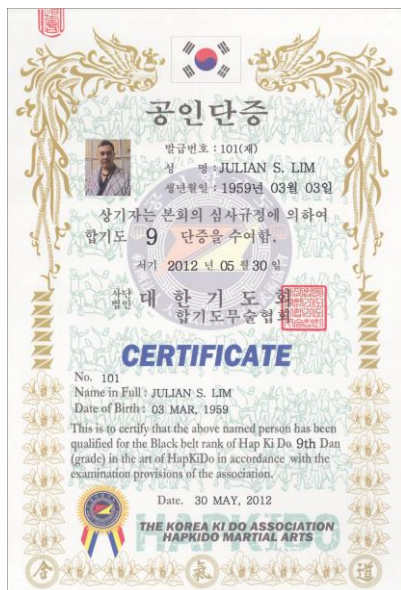 공인단증
발급번호 : 101(재)
성 명 : JULIAN S. LIM
생년월일 : 1959년 03월 03일
상기자는 본회의 심사규정에 의하여
합기도 9 단증을 수여함.
서기 2012 년 05 월 30 일
사단
법인 대한기도회
합기도무술협회
CERTIFICATE
No. 101
Name in Full : JULIAN S. LIM
Date of Birth : 03 MAR, 1959
This is to certify that the above named person has been
qualified for the Black belt rank of Hap Ki Do 9th Dan
(grade) in the art of HapKiDo in accordance with the
examination provisions of the association.
Date. 30 MAY, 2012
THE KOREA KI DO ASSOCIATION
HAPKIDO MARTIAL ARTS
HAPKIDO
合 氣 道